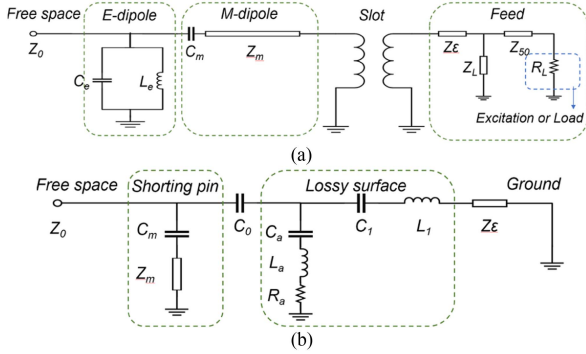 Free space E-dipole M-dipole Slot Feed
Z0 Cm Zm Zε Z50
Ce Le ZL RL
Excitation or Load
(a)
Free space Shorting pin Lossy surface Ground
Z0 C0 C1 L1 Zε
Cm Ca
Zm La
Ra
(b)